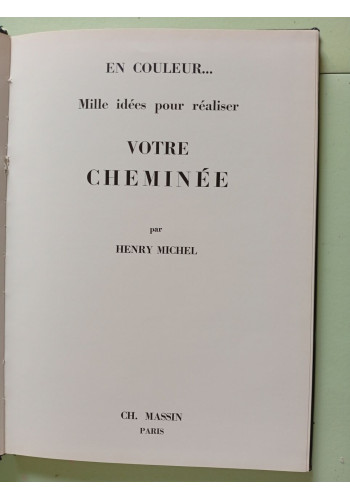 EN COULEUR...
Mille idées pour réaliser
VOTRE
CHEMINÉE
par
HENRY MICHEL
CH. MASSIN
PARIS